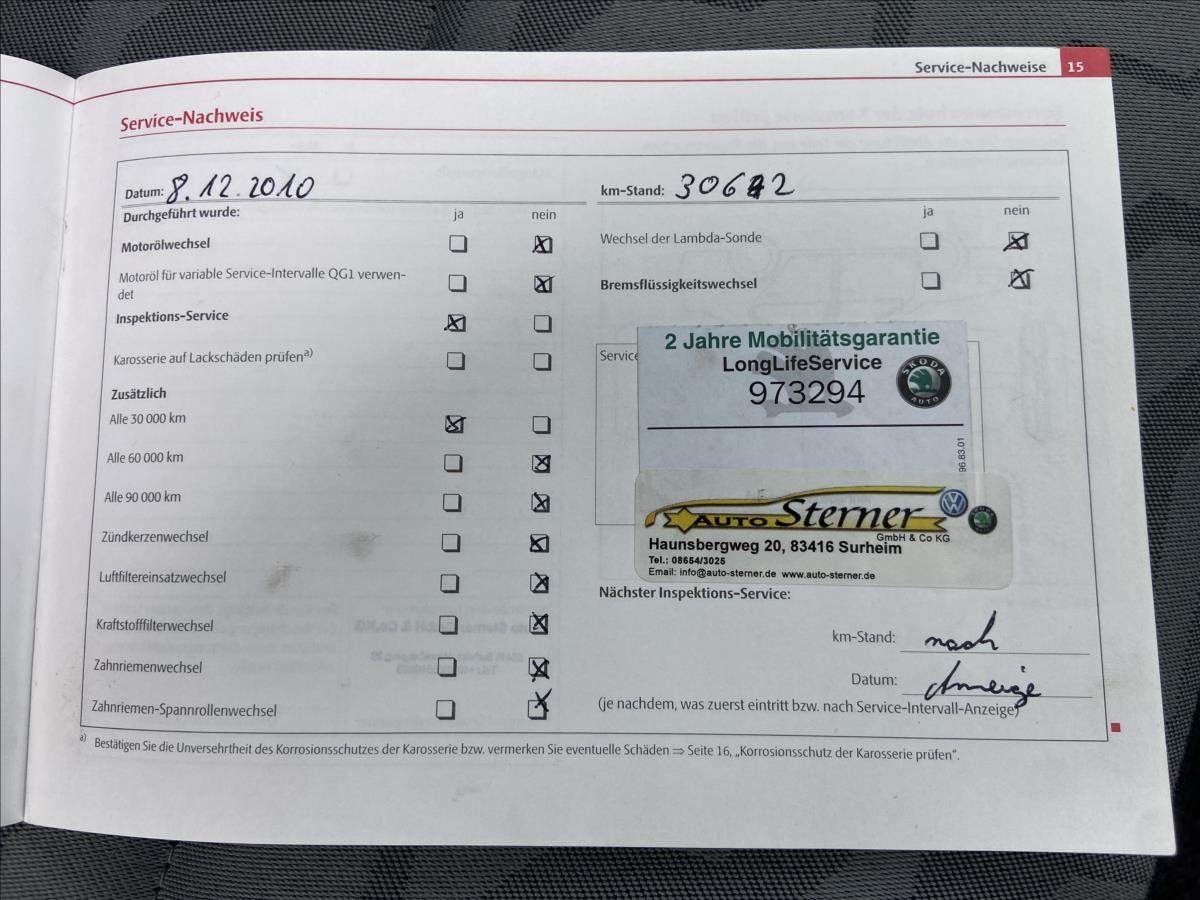 Service-Nachweise 15
Service-Nachweis
Datum: 8.12.2010
Durchgeführt wurde: ja nein
Motorölwechsel
Motoröl für variable Service-Intervalle QG1 verwen-
det
Inspektions-Service
Karosserie auf Lackschäden prüfen a)
Zusätzlich
Alle 30 000 km
Alle 60 000 km
Alle 90 000 km
Zündkerzenwechsel
Luftfiltereinsatzwechsel
Kraftstofffilterwechsel
Zahnriemenwechsel
Zahnriemen-Spannrollenwechsel
km-Stand:
ja nein
Wechsel der Lambda-Sonde
Bremsflüssigkeitswechsel
Service
2 Jahre Mobilitätsgarantie
LongLifeService
973294
SKODA
AUTO
96.83.01
AUTO Sterner
GmbH & Co KG
Haunsbergweg 20, 83416 Surheim
Tel.: 08654/3025
Email: info@auto-sterner.de www.auto-sterner.de
Nächster Inspektions-Service:
km-Stand: nach
Datum: Anzeige
(je nachdem, was zuerst eintritt bzw. nach Service-Intervall-Anzeige)
a) Bestätigen Sie die Unversehrtheit des Korrosionsschutzes der Karosserie bzw. vermerken Sie eventuelle Schäden ⇒ Seite 16, „Korrosionsschutz der Karosserie prüfen“.